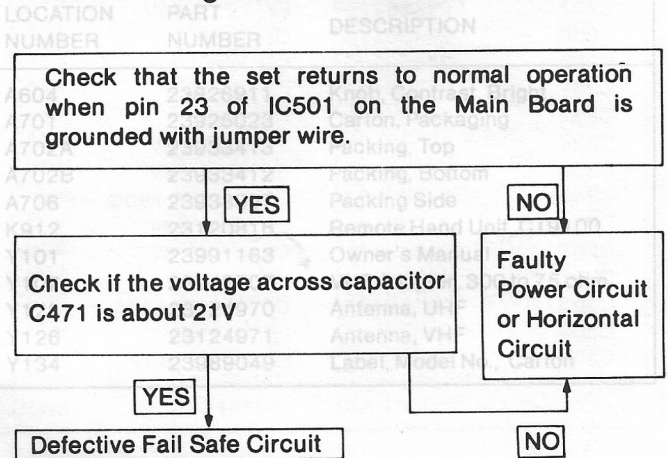 LOCATION PART
NUMBER NUMBER DESCRIPTION
Check that the set returns to normal operation
when pin 23 of IC501 on the Main Board is
grounded with jumper wire.
A604 23826911 Knob, Contrast, Bright
A701 Carton, Packaging
A702A 23933413 Packing, Top
A702B 23933412 Packing, Bottom
A706 Packing Side
K912 Remote Hand Unit
YES
NO
Y101 23991163 Owner's Manual
Check if the voltage across capacitor
C471 is about 21V
Faulty
Power Circuit
or Horizontal
Circuit
Antenna, UHF
Y126 23124971 Antenna, VHF
Y134 23989049 Label, Model No., Carton
YES
Defective Fail Safe Circuit
NO